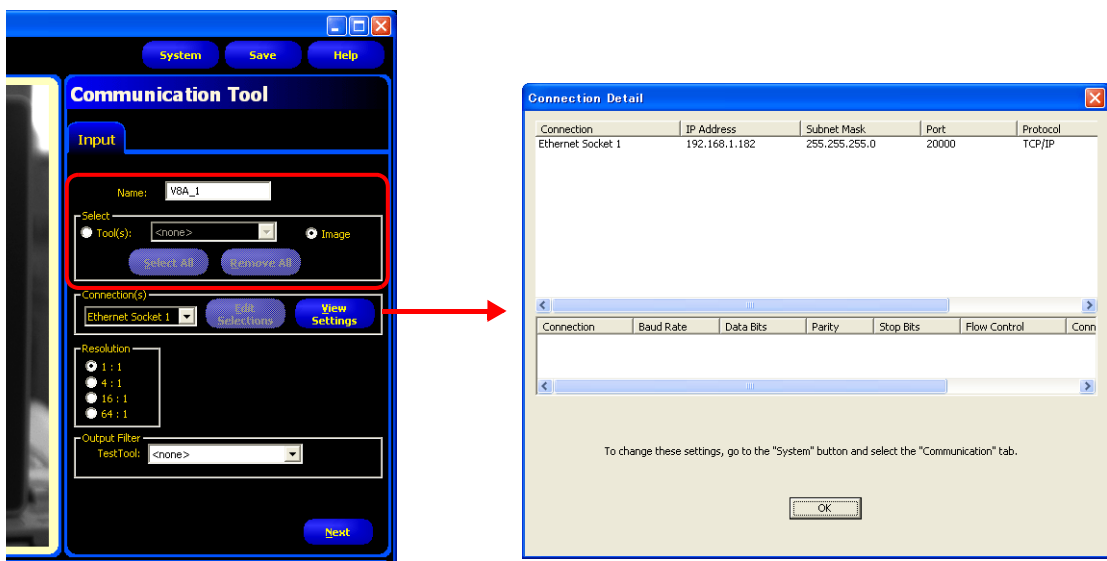 System Save Help
Communication Tool
Input
Name: V8A_1
Select
Tool(s): <none> Image
Select All Remove All
Connection(s)
Ethernet Socket 1 Edit Selections View Settings
Resolution
1 : 1
4 : 1
16 : 1
64 : 1
Output Filter
TestTool: <none>
Next
Connection Detail
Connection IP Address Subnet Mask Port Protocol
Ethernet Socket 1 192.168.1.182 255.255.255.0 20000 TCP/IP
Connection Baud Rate Data Bits Parity Stop Bits Flow Control Conn
To change these settings, go to the "System" button and select the "Communication" tab.
OK